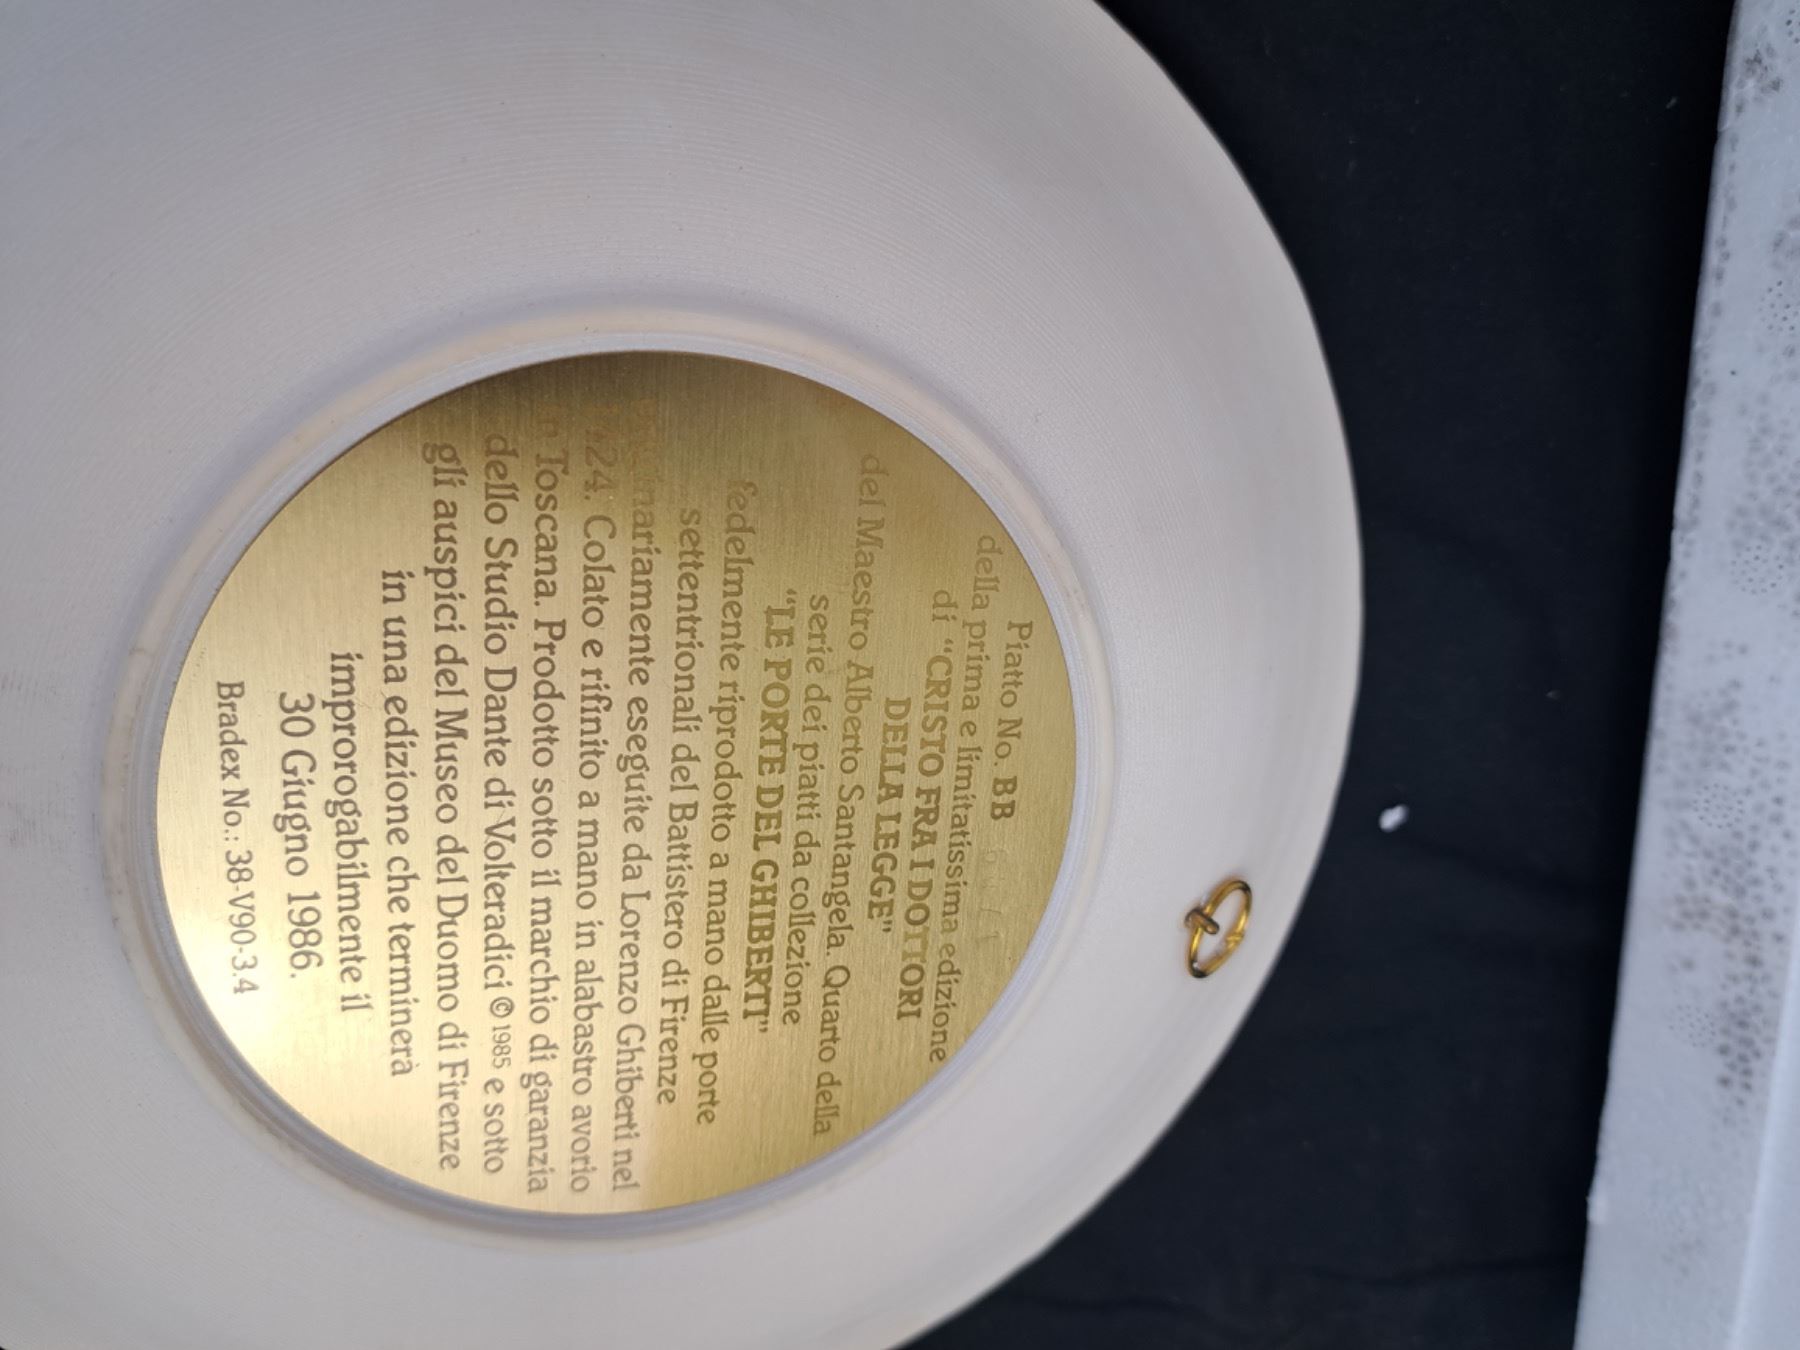 Piatto No. BB
della prima e limitatissima edizione
di “CRISTO FRA I DOTTORI
DELLA LEGGE”
del Maestro Alberto Santangela. Quarto della
serie dei piatti da collezione
“LE PORTE DEL GHIBERTI”
fedelmente riprodotto a mano dalle porte
settentrionali del Battistero di Firenze
eseguite da Lorenzo Ghiberti nel
1424. Colato e rifinito a mano in alabastro avorio
in Toscana. Prodotto sotto il marchio di garanzia
dello Studio Dante di Volteradici © 1985 e sotto
gli auspici del Museo del Duomo di Firenze
in una edizione che terminerà
improrogabilmente il
30 Giugno 1986.
Bradex No.: 38-V90-3.4